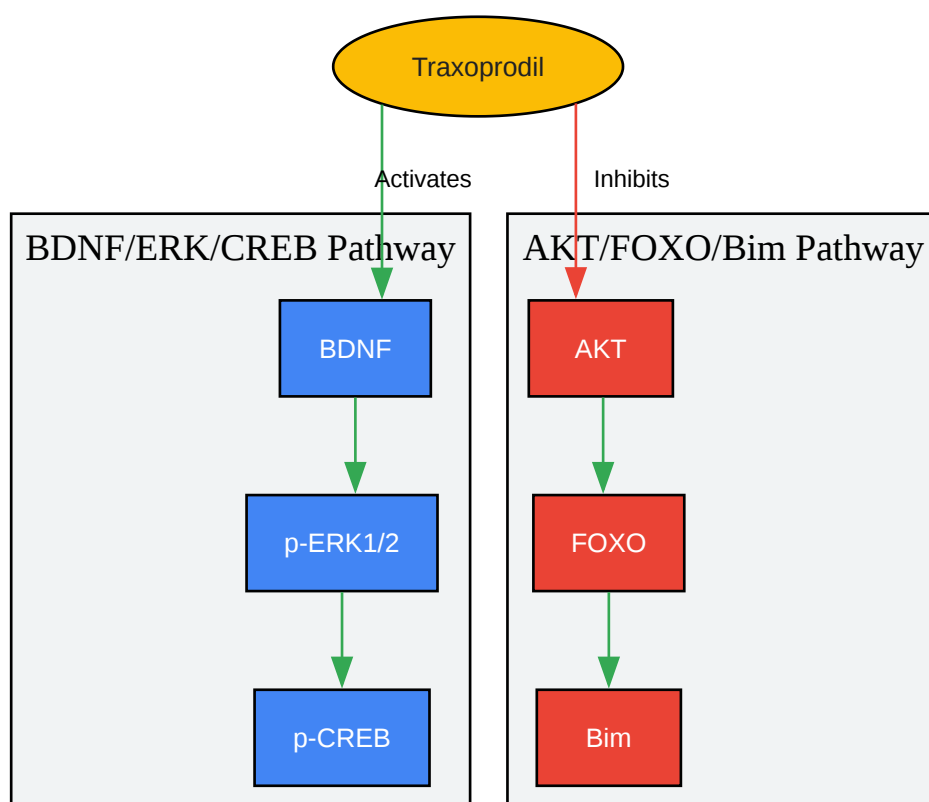 Traxoprodil
Activates
Inhibits
BDNF/ERK/CREB Pathway
AKT/FOXO/Bim Pathway
BDNF
AKT
p-ERK1/2
FOXO
p-CREB
Bim